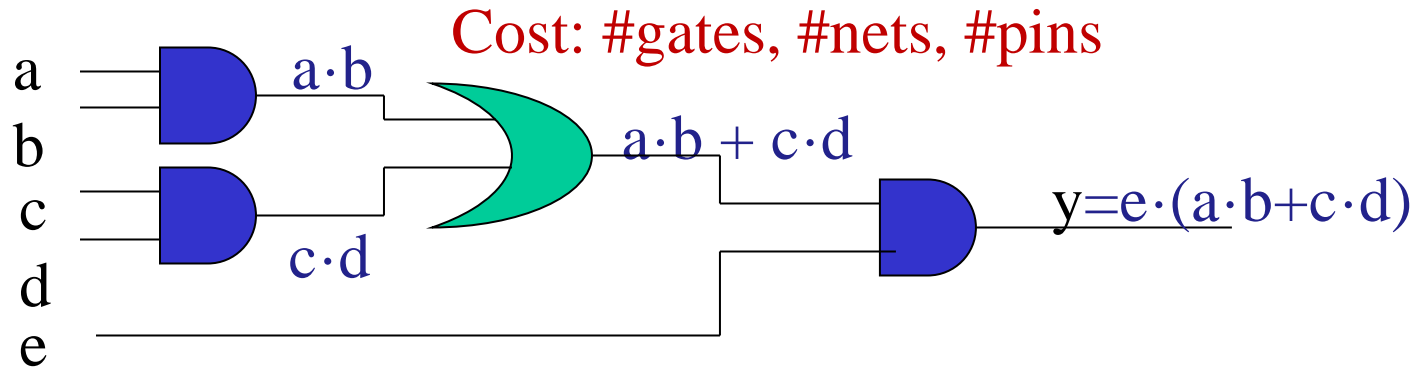 Cost: #gates, #nets, #pins
a
a·b
b
a·b + c·d
c
y=e·(a·b+c·d)
c·d
d
e